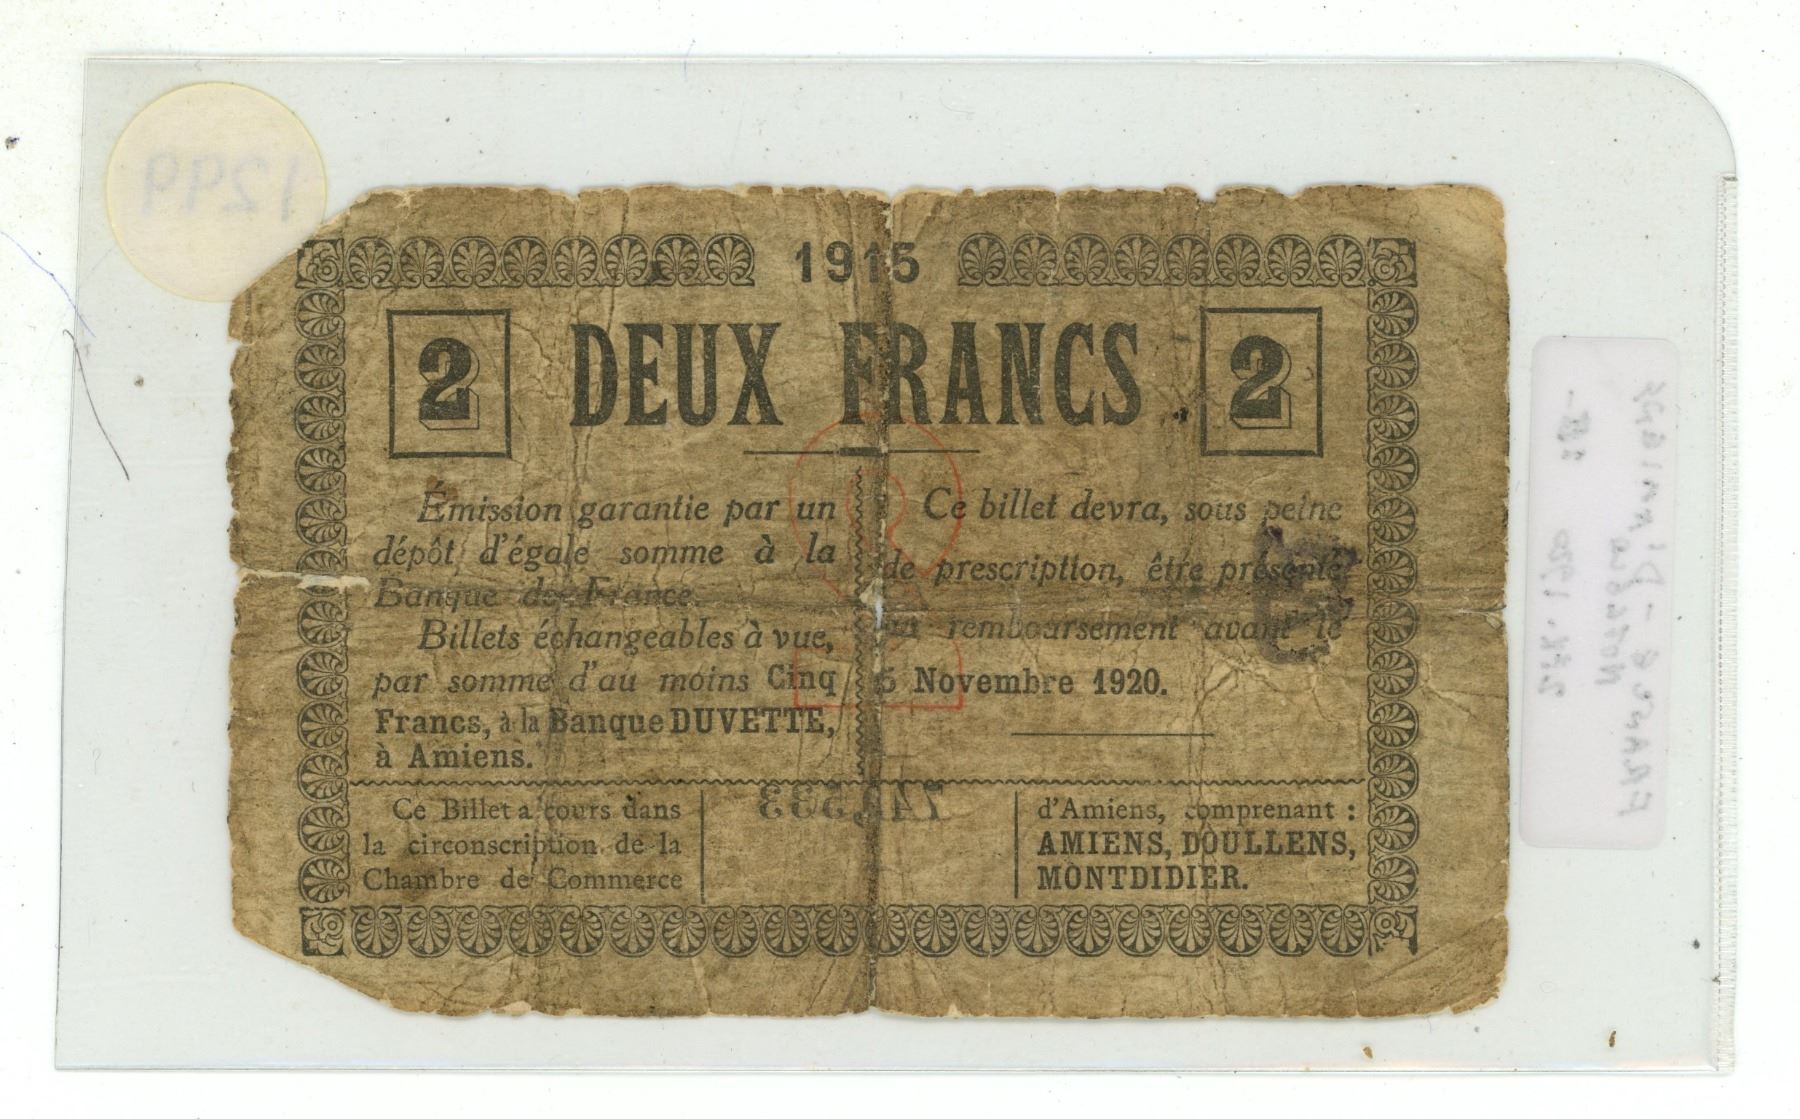 1299
1915
2 DEUX FRANCS 2
Émission garantie par un
dépôt d'égale somme à la
Banque de France.
Billets échangeables à vue,
par somme d'au moins Cinq
Francs, à la Banque DUVETTE,
à Amiens.
Ce billet devra, sous peine
de prescription, être présenté
au remboursement avant le
5 Novembre 1920.
Ce Billet a cours dans
la circonscription de la
Chambre de Commerce
d'Amiens, comprenant :
AMIENS, DOULLENS,
MONTDIDIER.